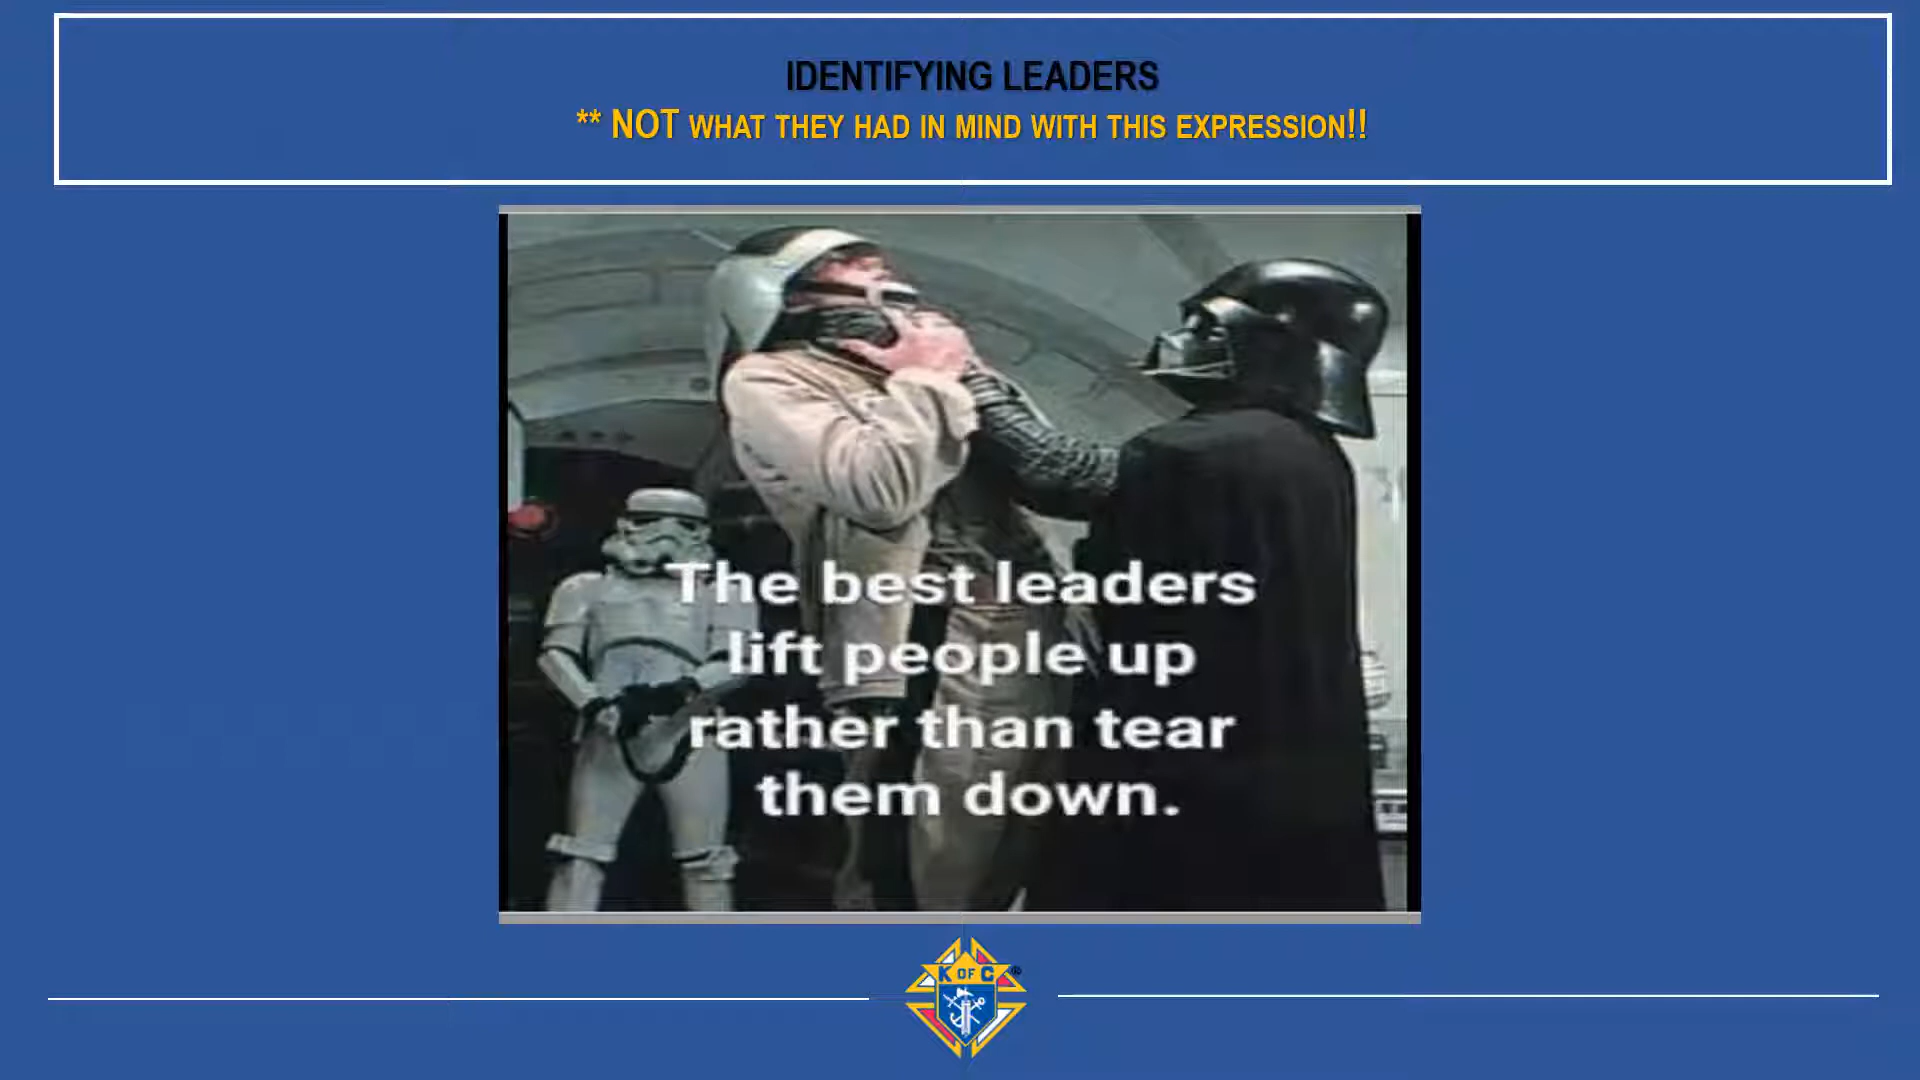 IDENTIFYING LEADERS
** NOT WHAT THEY HAD IN MIND WITH THIS EXPRESSION!!
The best leaders
lift people up
rather than tear
them down.
K OF C ®